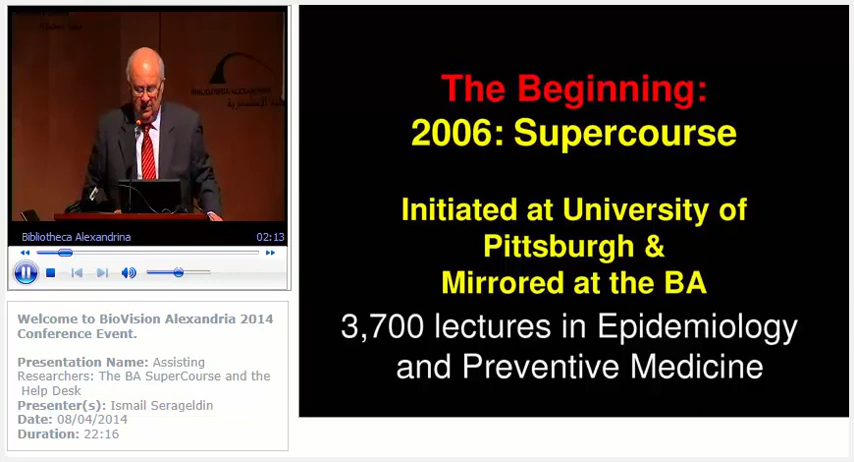 BIBLIOTHECA ALEXANDRINA
Bibliotheca Alexandrina
02:13
Welcome to BioVision Alexandria 2014
Conference Event.
Presentation Name: Assisting
Researchers: The BA SuperCourse and the
Help Desk
Presenter(s): Ismail Serageldin
Date: 08/04/2014
Duration: 22:16
The Beginning:
2006: Supercourse
Initiated at University of
Pittsburgh &
Mirrored at the BA
3,700 lectures in Epidemiology
and Preventive Medicine